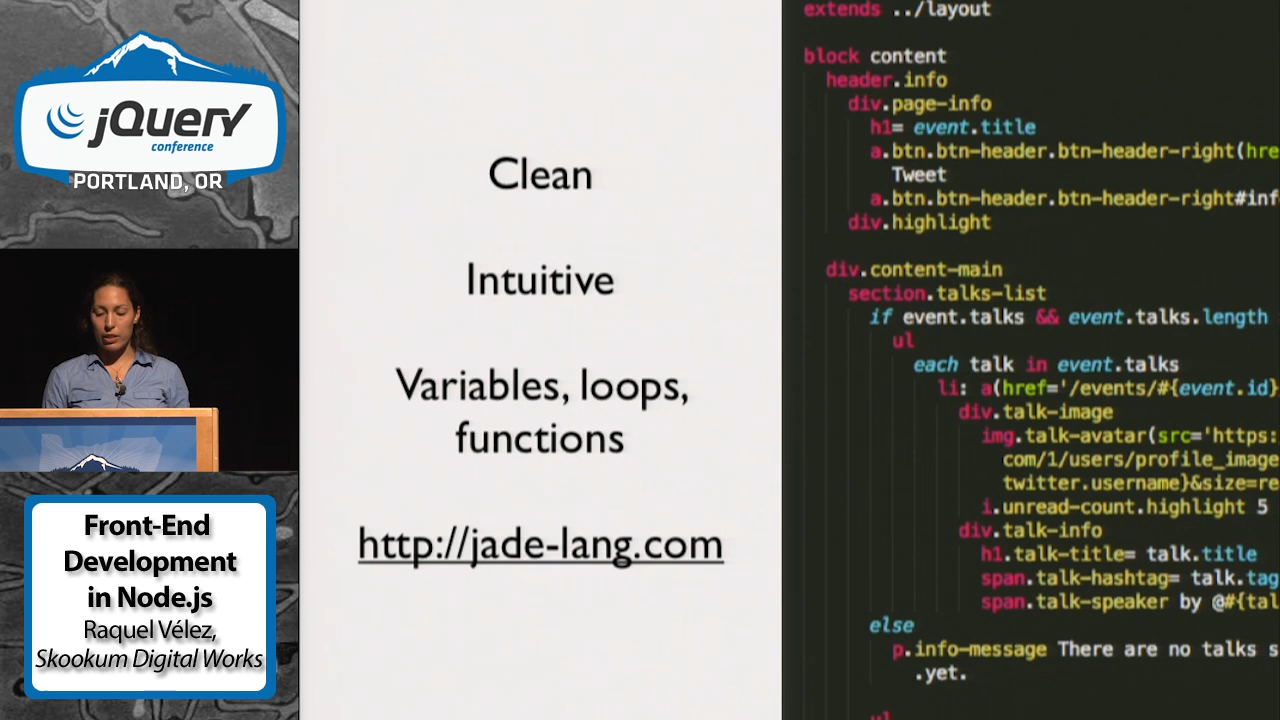 jQuery
conference
PORTLAND, OR
Front-End
Development
in Node.js
Raquel Vélez,
Skookum Digital Works
Clean
Intuitive
Variables, loops,
functions
http://jade-lang.com
extends ../layout
block content
header.info
div.page-info
h1= event.title
a.btn.btn-header.btn-header-right(hre
Tweet
a.btn.btn-header.btn-header-right#inf
div.highlight
div.content-main
section.talks-list
if event.talks && event.talks.length
ul
each talk in event.talks
li: a(href='/events/#{event.id}
div.talk-image
img.talk-avatar(src='https:
com/1/users/profile_image
twitter.username}&size=re
i.unread-count.highlight 5
div.talk-info
h1.talk-title= talk.title
span.talk-hashtag= talk.tag
span.talk-speaker by @#{tal
else
p.info-message There are no talks s
.yet.
ul